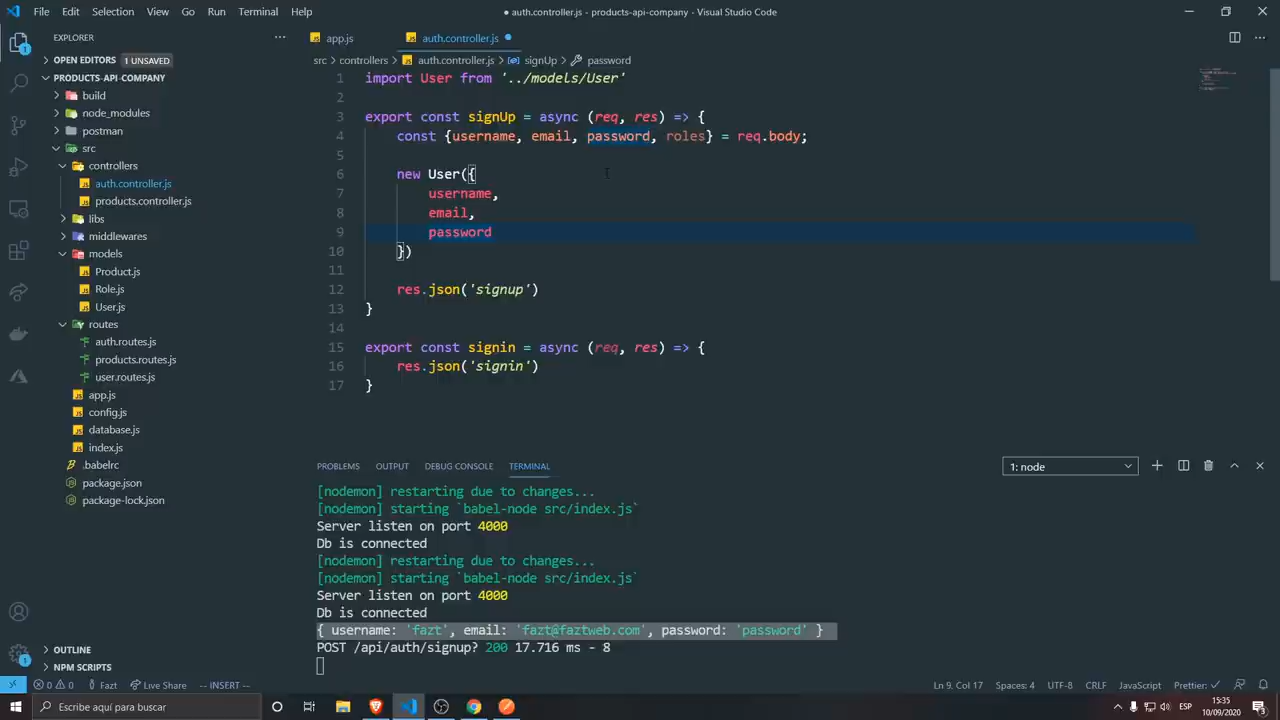 File Edit Selection View Go Run Terminal Help
● auth.controller.js - products-api-company - Visual Studio Code
EXPLORER
OPEN EDITORS 1 UNSAVED
PRODUCTS-API-COMPANY
build
node_modules
postman
src
controllers
auth.controller.js
products.controller.js
libs
middlewares
models
Product.js
Role.js
User.js
routes
auth.routes.js
products.routes.js
user.routes.js
app.js
config.js
database.js
index.js
.babelrc
package.json
package-lock.json
OUTLINE
NPM SCRIPTS
app.js auth.controller.js
src > controllers > auth.controller.js > signUp > password
1 import User from '../models/User'
2
3 export const signUp = async (req, res) => {
4 const {username, email, password, roles} = req.body;
5
6 new User({
7 username,
8 email,
9 password
10 })
11
12 res.json('signup')
13 }
14
15 export const signin = async (req, res) => {
16 res.json('signin')
17 }
PROBLEMS OUTPUT DEBUG CONSOLE TERMINAL 1: node
[nodemon] restarting due to changes...
[nodemon] starting `babel-node src/index.js`
Server listen on port 4000
Db is connected
[nodemon] restarting due to changes...
[nodemon] starting `babel-node src/index.js`
Server listen on port 4000
Db is connected
{ username: 'fazt', email: 'fazt@faztweb.com', password: 'password' }
POST /api/auth/signup? 200 17.716 ms - 8
0 0 Fazt Live Share -- INSERT -- Ln 9, Col 17 Spaces: 4 UTF-8 CRLF JavaScript Prettier: ✓
Escribe aquí para buscar
ESP
15:35
10/09/2020
3